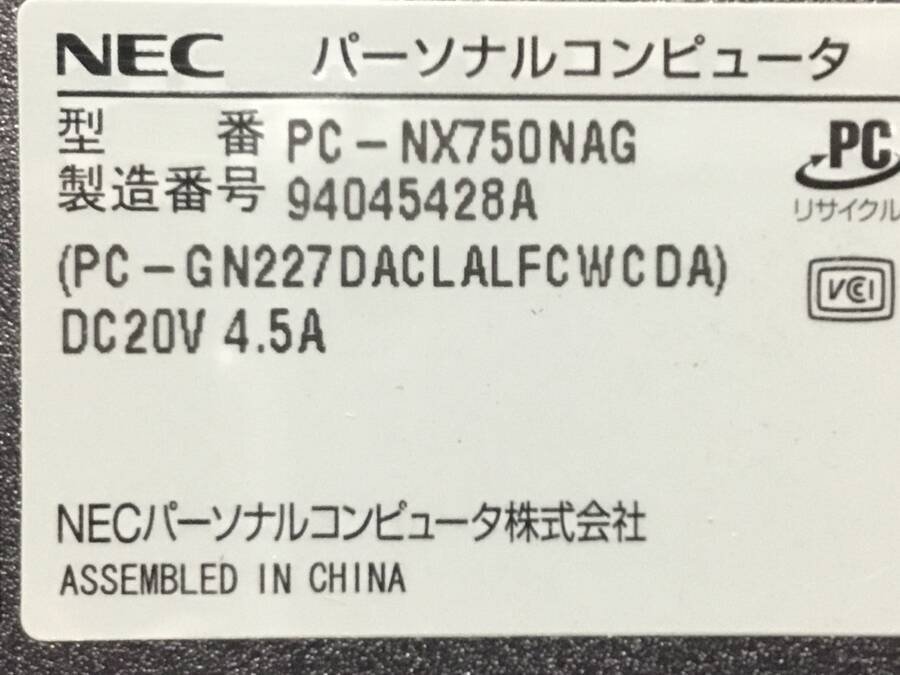 NEC パーソナルコンピュータ
型 番 PC-NX750NAG
製造番号 94045428A
PC
リサイクル
(PC-GN227DACLALFCWCDA)
VCCI
DC20V 4.5A
NECパーソナルコンピュータ株式会社
ASSEMBLED IN CHINA